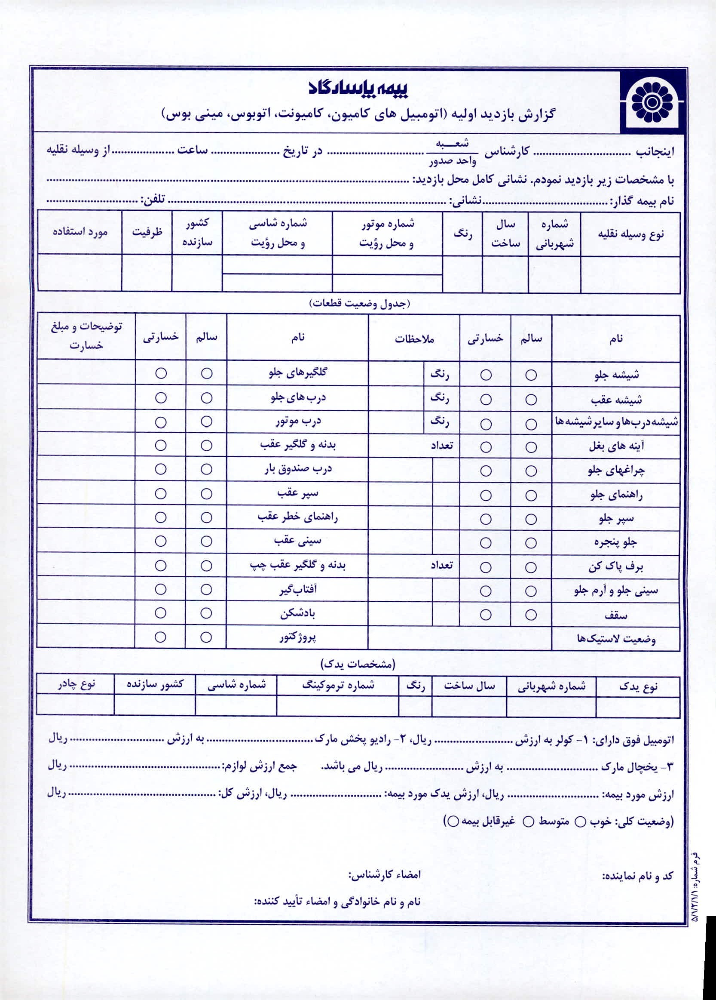 بیمه پاسارگاد
گزارش بازدید اولیه (اتومبیل های کامیون، کامیونت، اتوبوس، مینی بوس)
اینجانب .............................. کارشناس شعـــبه / واحد صدور .............................. در تاریخ ..................... ساعت ................... از وسیله نقلیه
با مشخصات زیر بازدید نمودم. نشانی کامل محل بازدید: ..............................
نام بیمه گذار: .............................. نشانی: .............................. تلفن: ..............................
نوع وسیله نقلیه | شماره شهربانی | سال ساخت | رنگ | شماره موتور و محل رؤیت | شماره شاسی و محل رؤیت | کشور سازنده | ظرفیت | مورد استفاده
(جدول وضعیت قطعات)
نام | سالم | خسارتی | ملاحظات | نام | سالم | خسارتی | توضیحات و مبلغ خسارت
شیشه جلو ○ ○ رنگ گلگیرهای جلو ○ ○
شیشه عقب ○ ○ رنگ درب های جلو ○ ○
شیشه درب‌ها و سایر شیشه ها ○ ○ رنگ درب موتور ○ ○
آینه های بغل ○ ○ تعداد بدنه و گلگیر عقب ○ ○
چراغهای جلو ○ ○ درب صندوق بار ○ ○
راهنمای جلو ○ ○ سپر عقب ○ ○
سپر جلو ○ ○ راهنمای خطر عقب ○ ○
جلو پنجره ○ ○ سینی عقب ○ ○
برف پاک کن ○ ○ تعداد بدنه و گلگیر عقب چپ ○ ○
سینی جلو و آرم جلو ○ ○ آفتاب‌گیر ○ ○
سقف ○ ○ بادشکن ○ ○
وضعیت لاستیک‌ها پروژکتور ○ ○
(مشخصات یدک)
نوع یدک | شماره شهربانی | سال ساخت | رنگ | شماره ترموکینگ | شماره شاسی | کشور سازنده | نوع چادر
اتومبیل فوق دارای: ۱- کولر به ارزش ........................ ریال، ۲- رادیو پخش مارک .............................. به ارزش ........................... ریال
۳- یخچال مارک ........................... به ارزش ........................ ریال می باشد. جمع ارزش لوازم: .............................. ریال
ارزش مورد بیمه: ........................... ریال، ارزش یدک مورد بیمه: ........................... ریال، ارزش کل: .............................. ریال
(وضعیت کلی: خوب ○ متوسط ○ غیرقابل بیمه ○)
کد و نام نماینده: امضاء کارشناس:
نام و نام خانوادگی و امضاء تأیید کننده:
فرم شماره: ۵/۱/۲/۱/۱